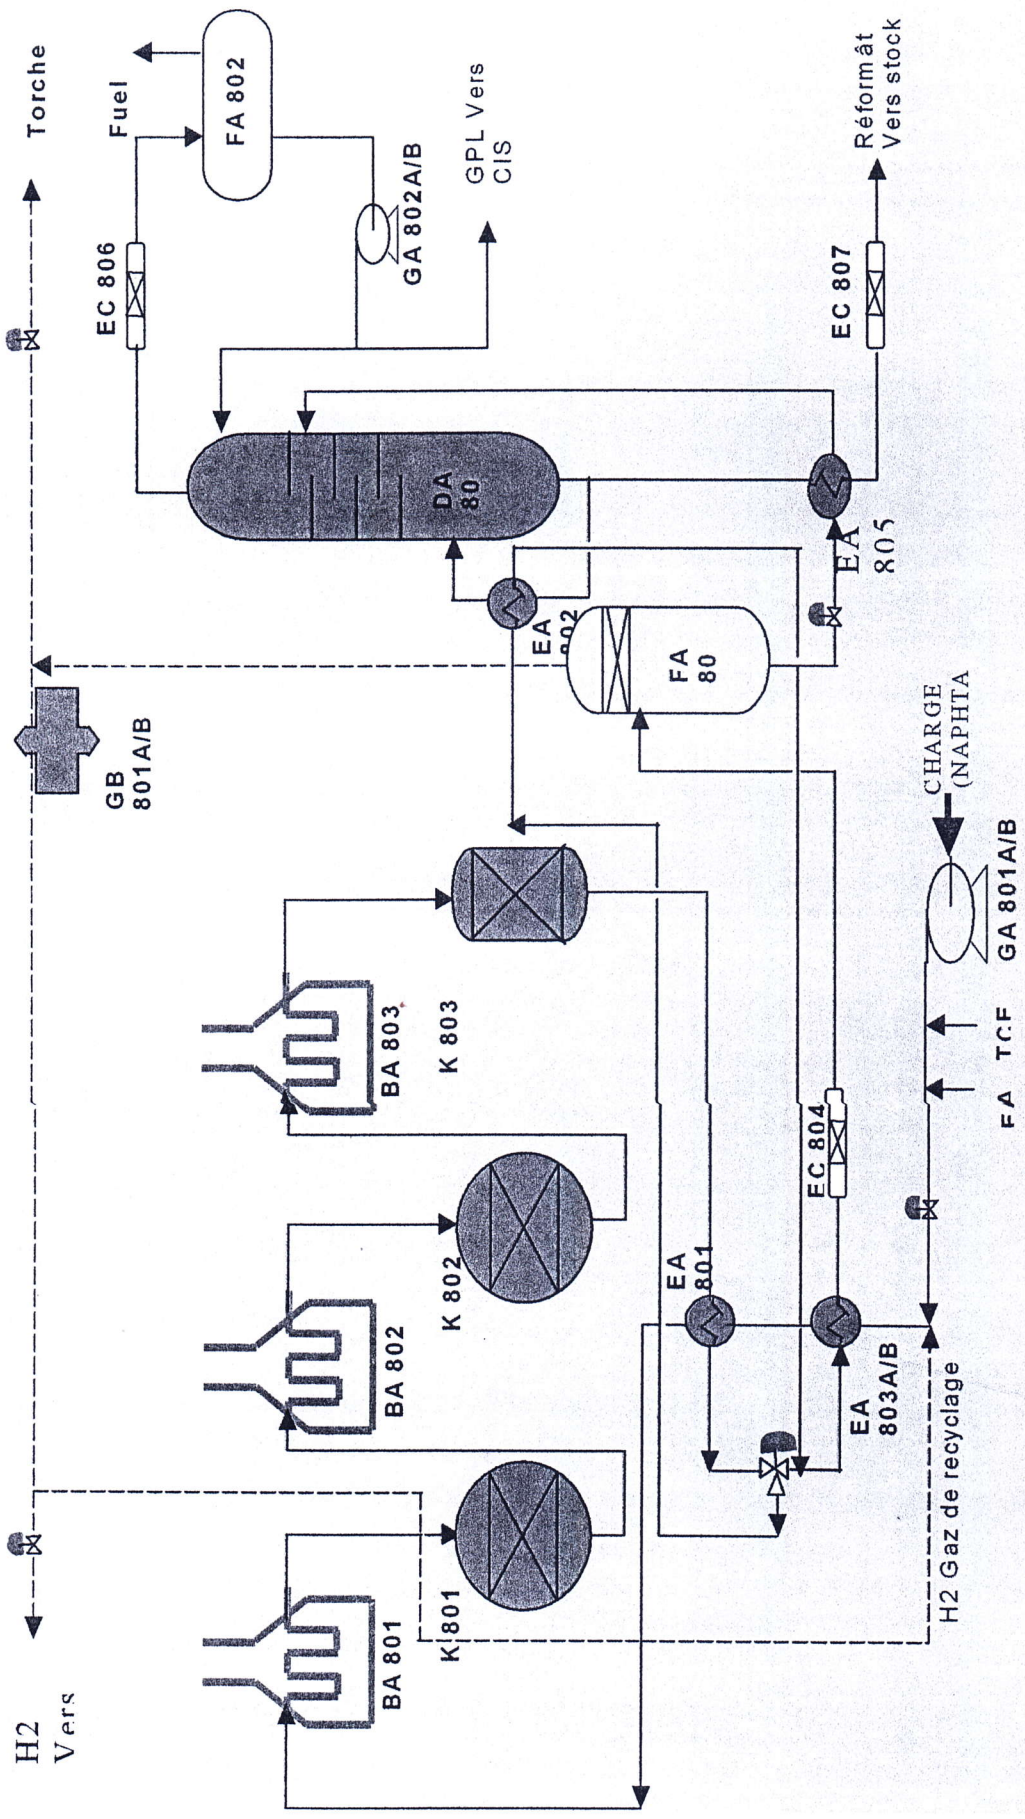 H2
Vers
BA 801
K 801
BA 802
K 802
BA 803
K 803
GB
801A/B
Torche
Fuel
FA 802
EC 806
GA 802A/B
GPL Vers
CIS
DA
80
EA
802
FA
80
EA
805
EC 807
Réformât
Vers stock
EA
801
EC 804
EA
803A/B
H2 Gaz de recyclage
CHARGE
(NAPHTA
GA 801A/B